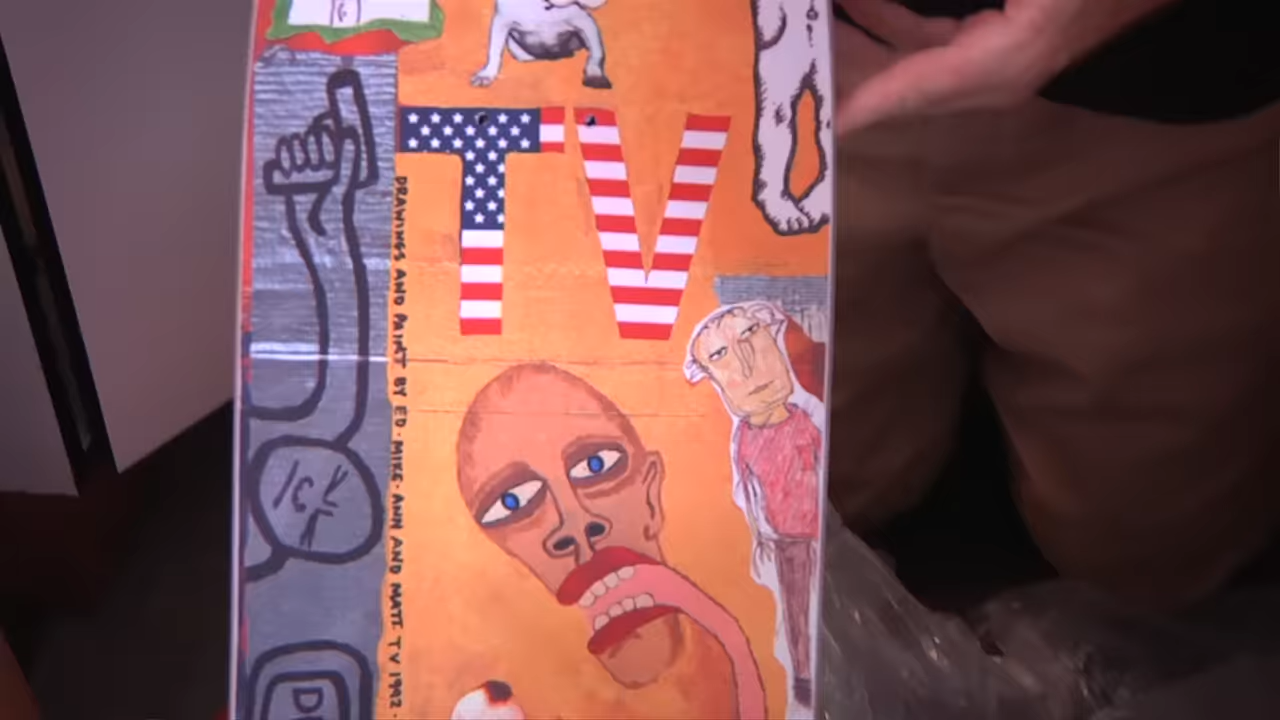 TV
DRAWINGS AND PAINT BY ED · MIKE · ANN AND MATT. TV 1992 ·